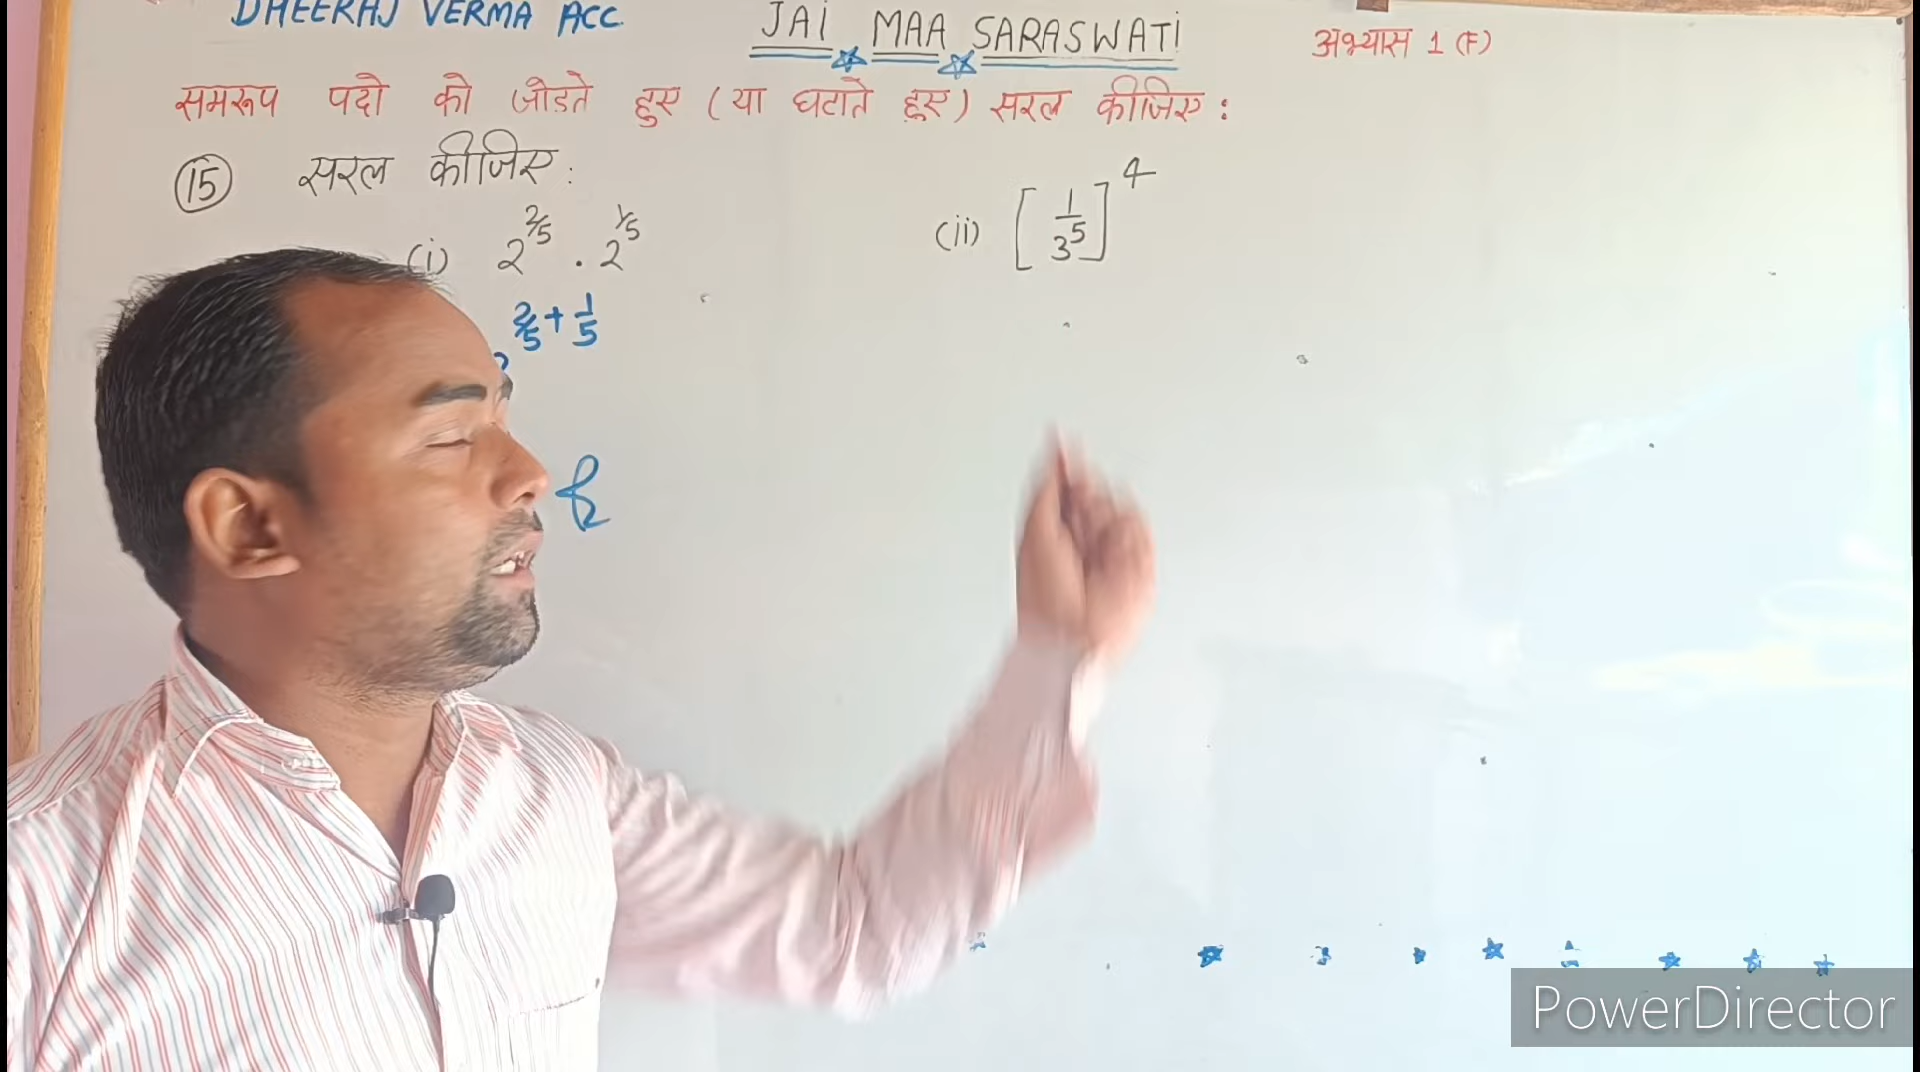 DHEERAJ VERMA ACC
JAI MAA SARASWATI
अभ्यास 1 (F)
समरूप पदो को जोडते हुए (या घटाते हुए) सरल कीजिए:
(15) सरल कीजिए:
(i) 2^2/5 . 2^1/5
(ii) [1/3^5]^4
2/5 + 1/5
PowerDirector